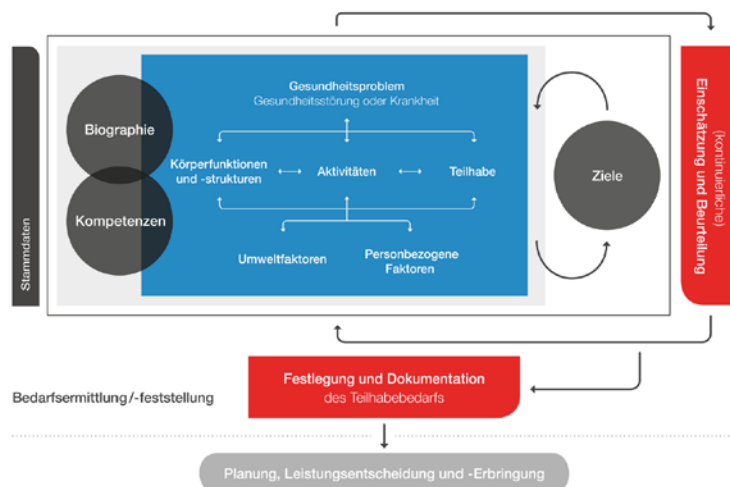 Stammdaten
Biographie
Kompetenzen
Gesundheitsproblem
Gesundheitsstörung oder Krankheit
Körperfunktionen
und -strukturen
Aktivitäten
Teilhabe
Umweltfaktoren
Personbezogene
Faktoren
Ziele
(kontinuierliche)
Einschätzung und Beurteilung
Festlegung und Dokumentation
des Teilhabebedarfs
Bedarfsermittlung/-feststellung
Planung, Leistungsentscheidung und -Erbringung